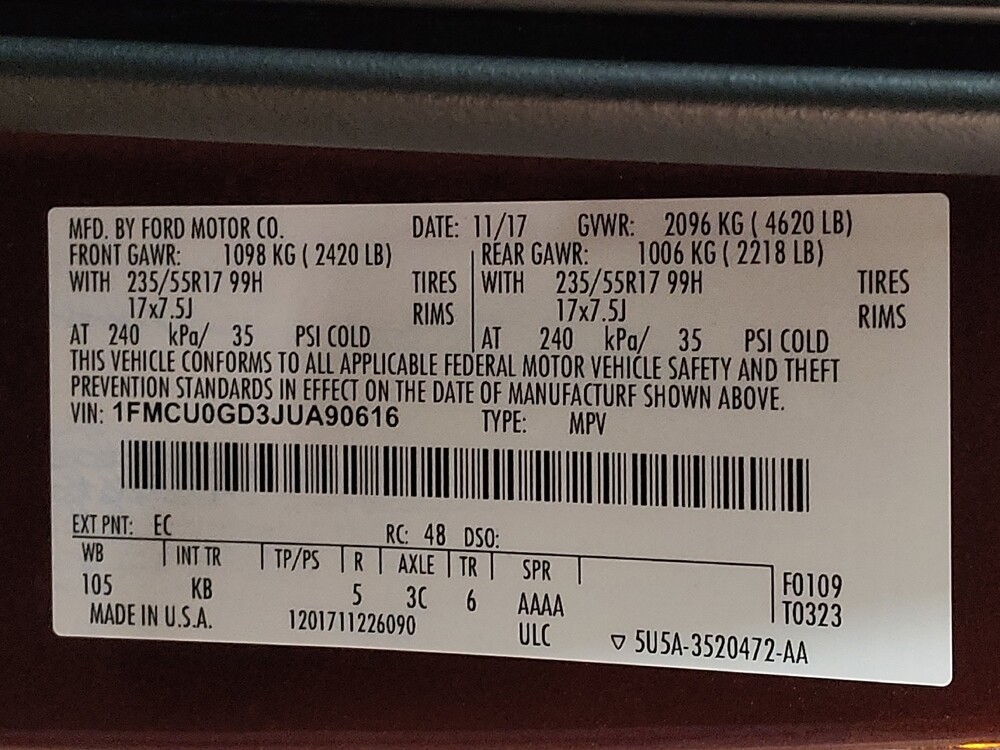 MFD. BY FORD MOTOR CO. DATE: 11/17 GVWR: 2096 KG ( 4620 LB)
FRONT GAWR: 1098 KG ( 2420 LB) REAR GAWR: 1006 KG ( 2218 LB)
WITH 235/55R17 99H TIRES WITH 235/55R17 99H TIRES
17x7.5J RIMS 17x7.5J RIMS
AT 240 kPa/ 35 PSI COLD AT 240 kPa/ 35 PSI COLD
THIS VEHICLE CONFORMS TO ALL APPLICABLE FEDERAL MOTOR VEHICLE SAFETY AND THEFT
PREVENTION STANDARDS IN EFFECT ON THE DATE OF MANUFACTURE SHOWN ABOVE.
VIN: 1FMCU0GD3JUA90616 TYPE: MPV
EXT PNT: EC RC: 48 DSO:
WB INT TR TP/PS R AXLE TR SPR F0109
105 KB 5 3C 6 AAAA T0323
MADE IN U.S.A. 1201711226090 ULC ▽ 5U5A-3520472-AA